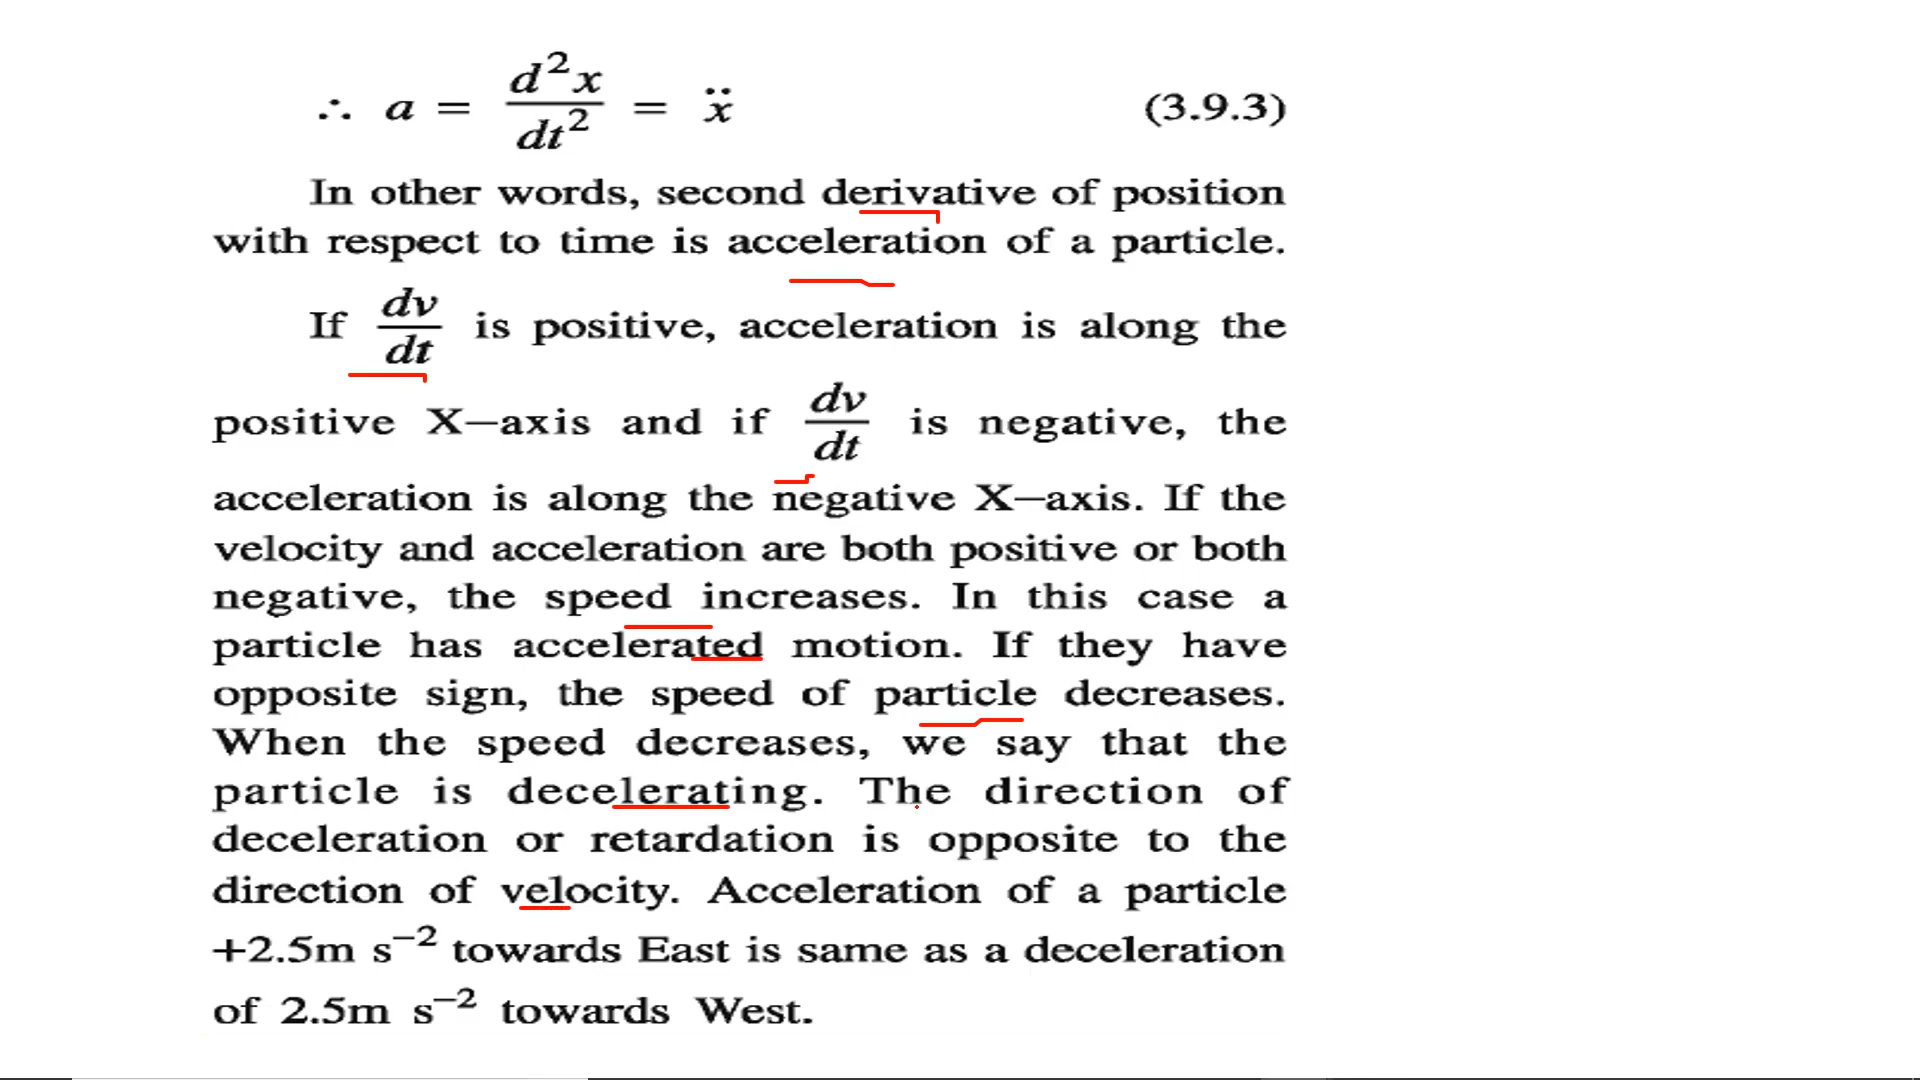 ∴ a = d²x/dt² = ẍ (3.9.3)
In other words, second derivative of position
with respect to time is acceleration of a particle.
If dv/dt is positive, acceleration is along the
positive X—axis and if dv/dt is negative, the
acceleration is along the negative X—axis. If the
velocity and acceleration are both positive or both
negative, the speed increases. In this case a
particle has accelerated motion. If they have
opposite sign, the speed of particle decreases.
When the speed decreases, we say that the
particle is decelerating. The direction of
deceleration or retardation is opposite to the
direction of velocity. Acceleration of a particle
+2.5m s⁻² towards East is same as a deceleration
of 2.5m s⁻² towards West.